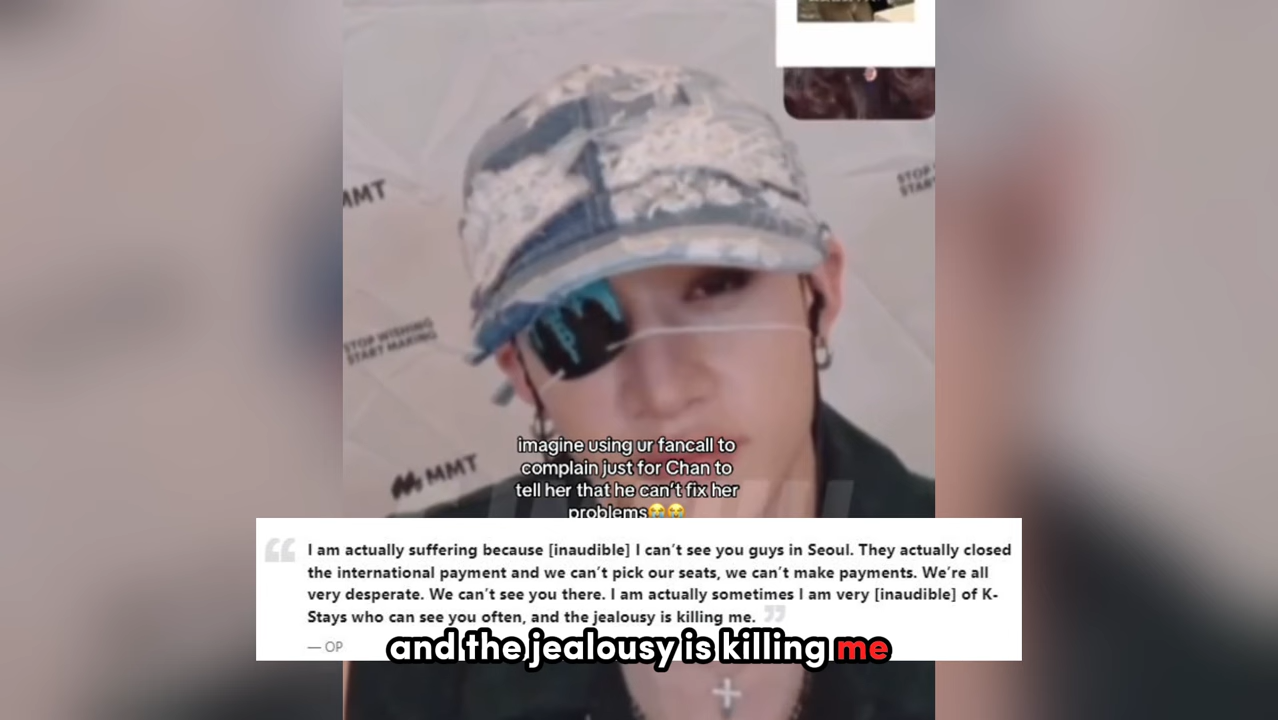 MMT
STOP
START
STOP WISHING
START MAKING
MMT
imagine using ur fancall to
complain just for Chan to
tell her that he can't fix her
problems😭😭
I am actually suffering because [inaudible] I can't see you guys in Seoul. They actually closed
the international payment and we can't pick our seats, we can't make payments. We're all
very desperate. We can't see you there. I am actually sometimes I am very [inaudible] of K-
Stays who can see you often, and the jealousy is killing me.
— OP
and the jealousy is killing me